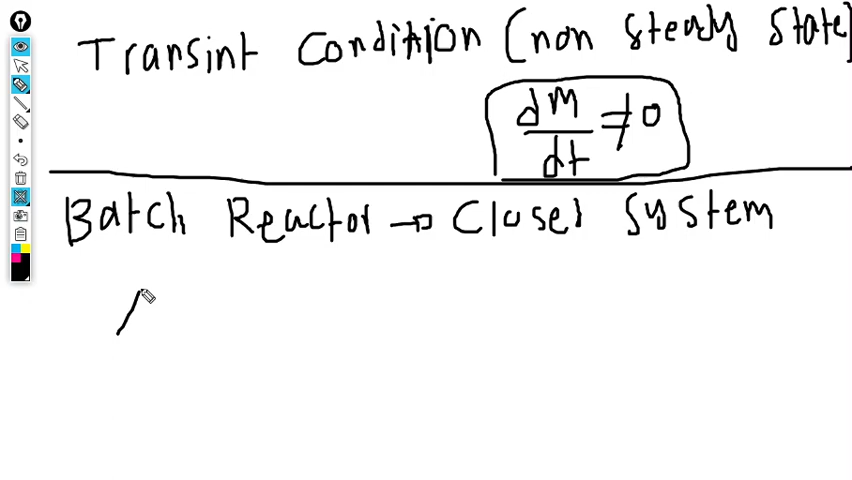 Transint Condition (non steady state)
dM/dt ≠ 0
Batch Reactor → Closed System